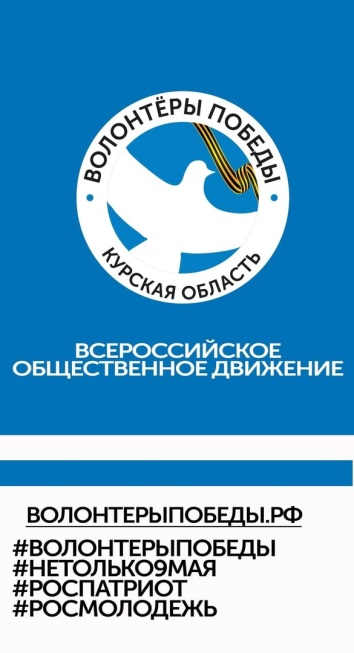 ВОЛОНТЁРЫ ПОБЕДЫ
КУРСКАЯ ОБЛАСТЬ
ВСЕРОССИЙСКОЕ
ОБЩЕСТВЕННОЕ ДВИЖЕНИЕ
ВОЛОНТЕРЫПОБЕДЫ.РФ
#ВОЛОНТЕРЫПОБЕДЫ
#НЕТОЛЬКО9МАЯ
#РОСПАТРИОТ
#РОСМОЛОДЕЖЬ